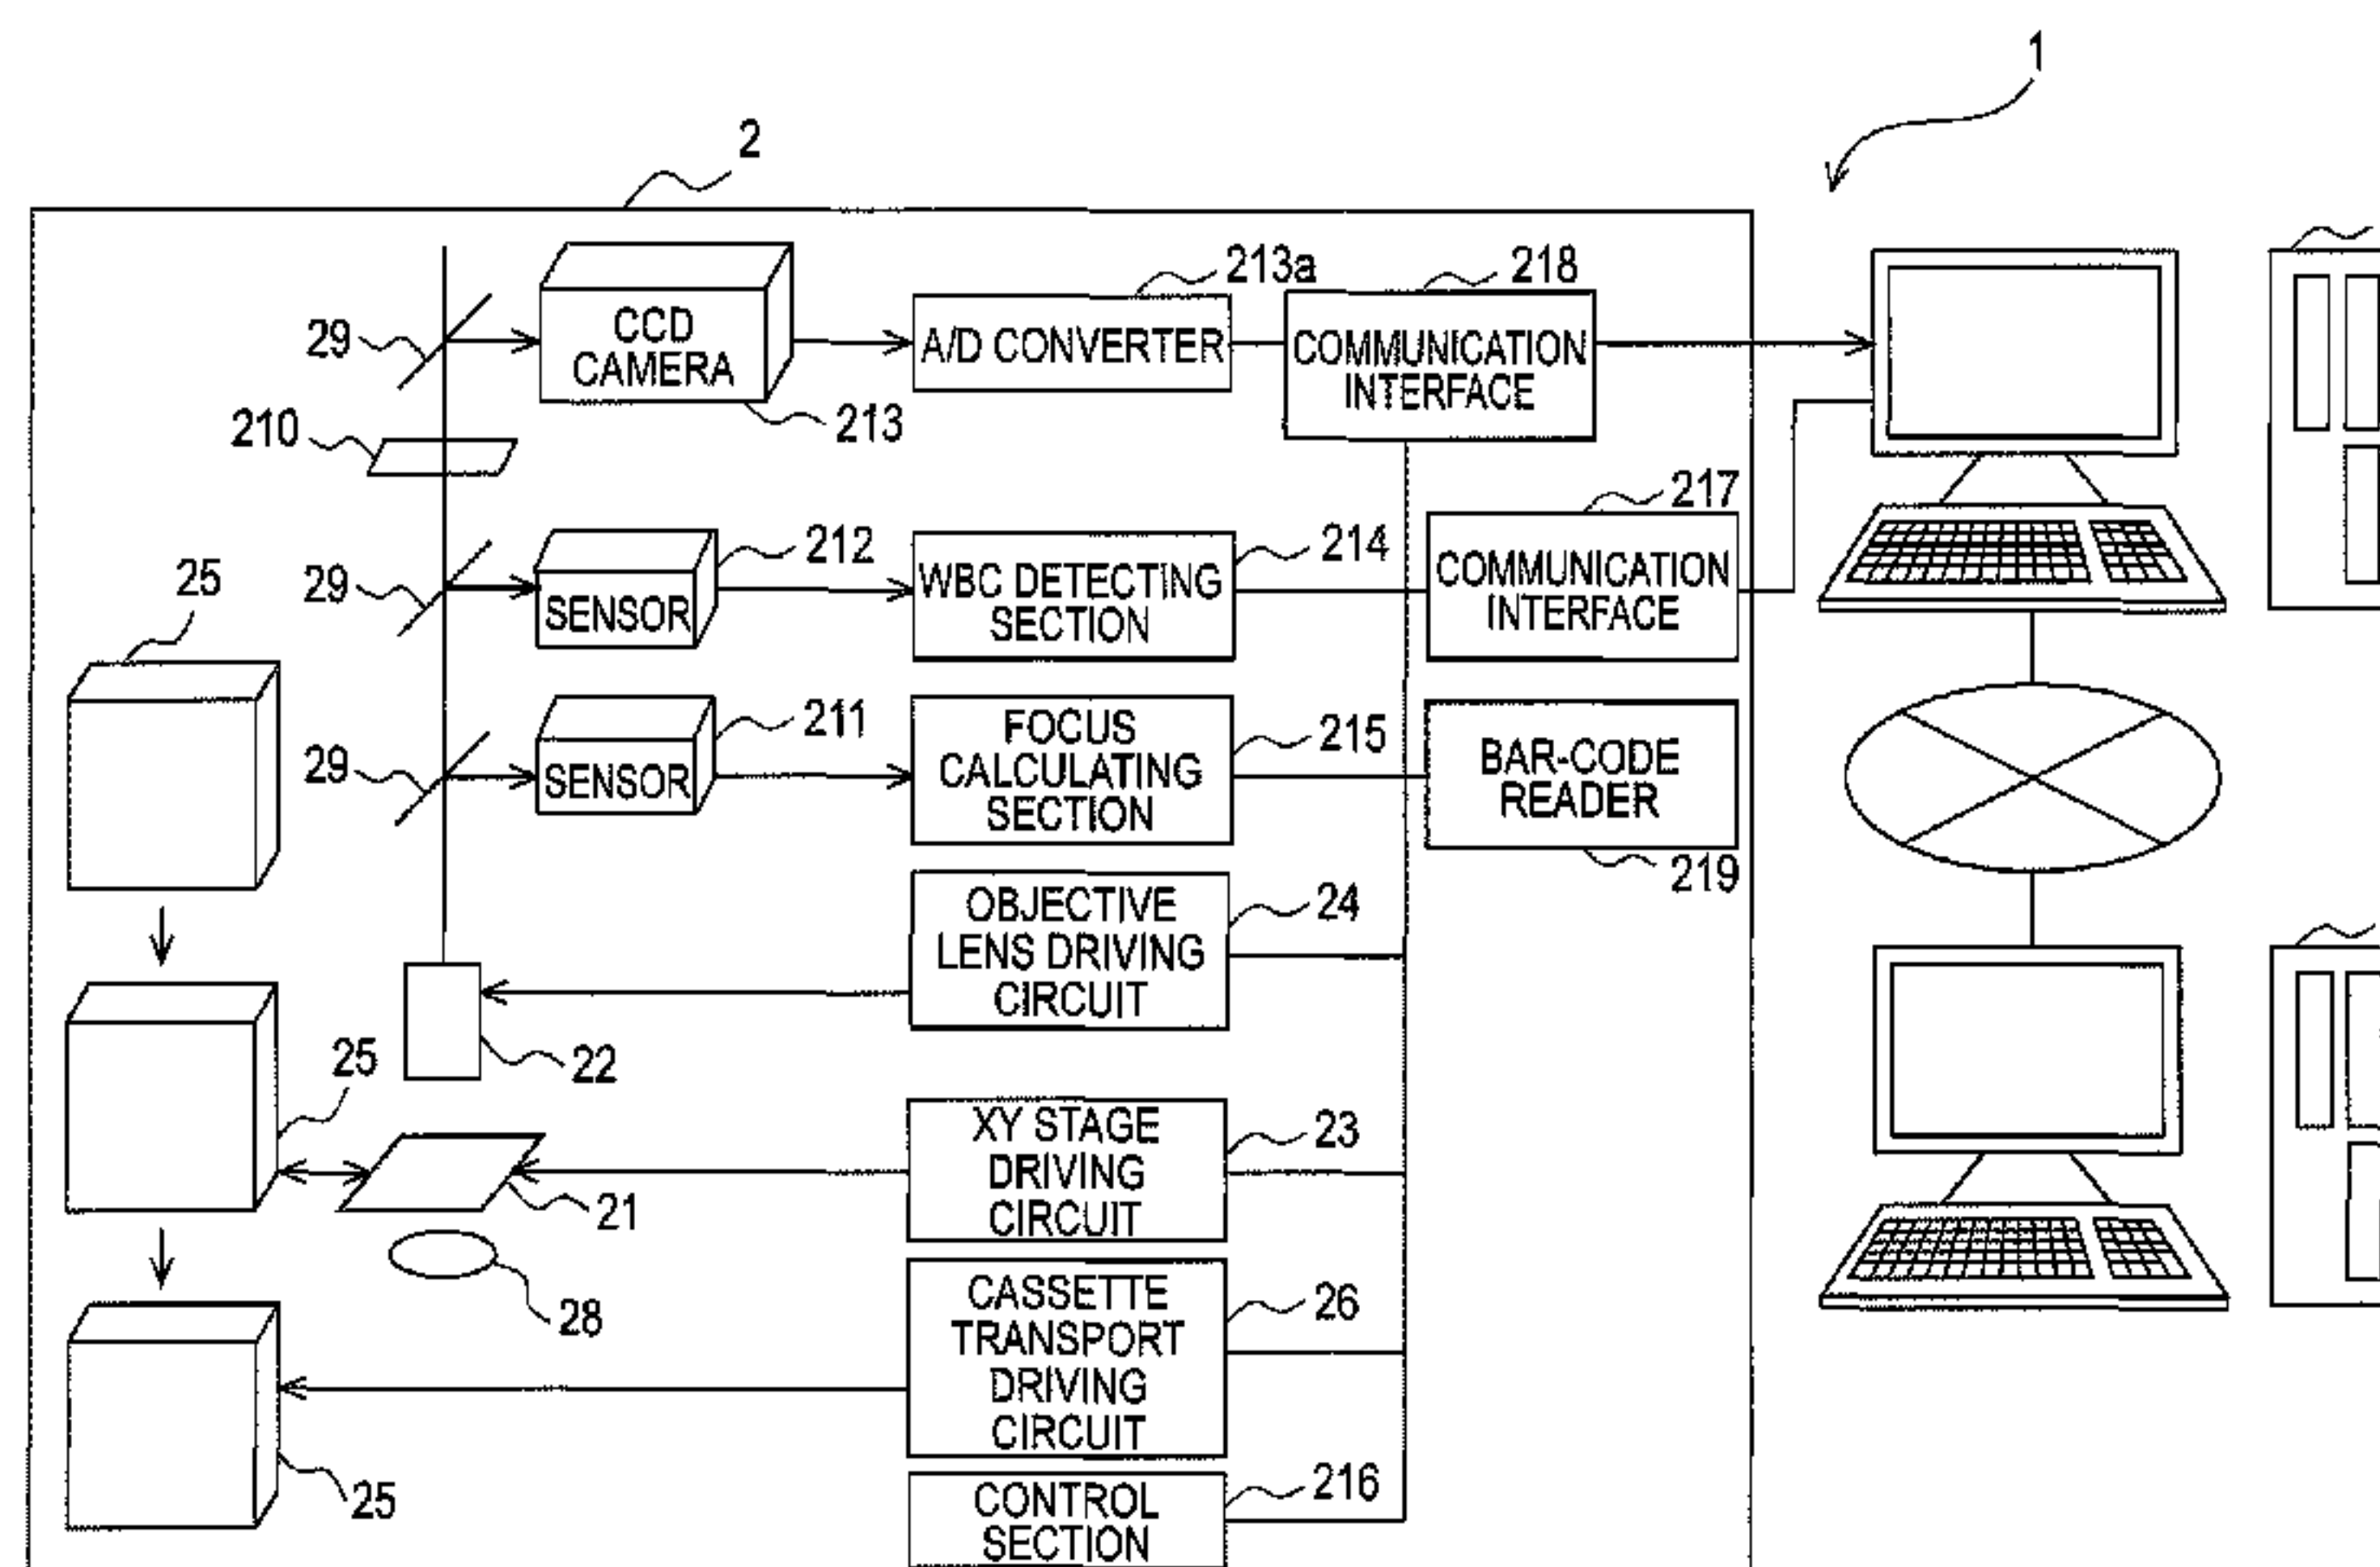 1
2
29
CCD
CAMERA
213
A/D CONVERTER
213a
COMMUNICATION
INTERFACE
218
210
29
SENSOR
212
WBC DETECTING
SECTION
214
COMMUNICATION
INTERFACE
217
25
29
SENSOR
211
FOCUS
CALCULATING
SECTION
215
BAR-CODE
READER
219
OBJECTIVE
LENS DRIVING
CIRCUIT
24
22
25
XY STAGE
DRIVING
CIRCUIT
23
21
28
CASSETTE
TRANSPORT
DRIVING
CIRCUIT
26
25
CONTROL
SECTION
216